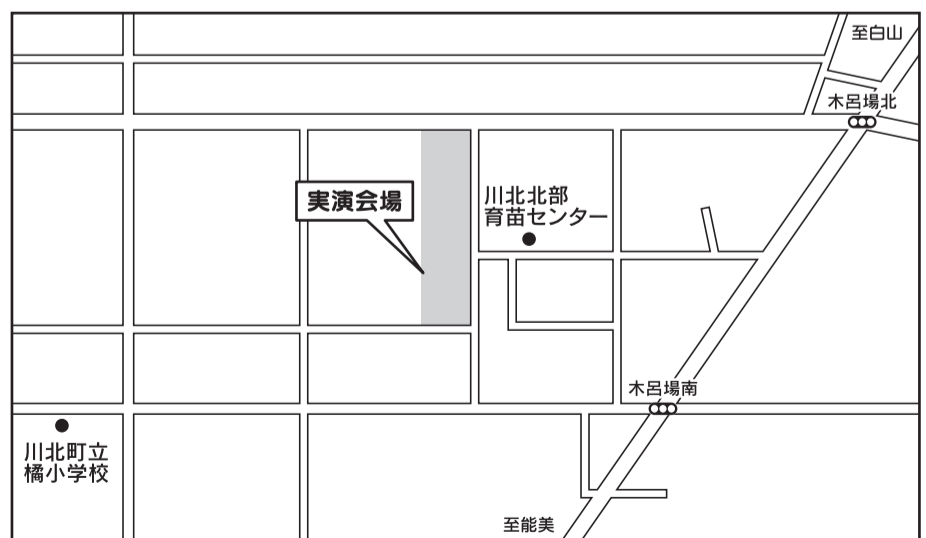 至白山
木呂場北
実演会場
川北北部
育苗センター
木呂場南
川北町立
橘小学校
至能美